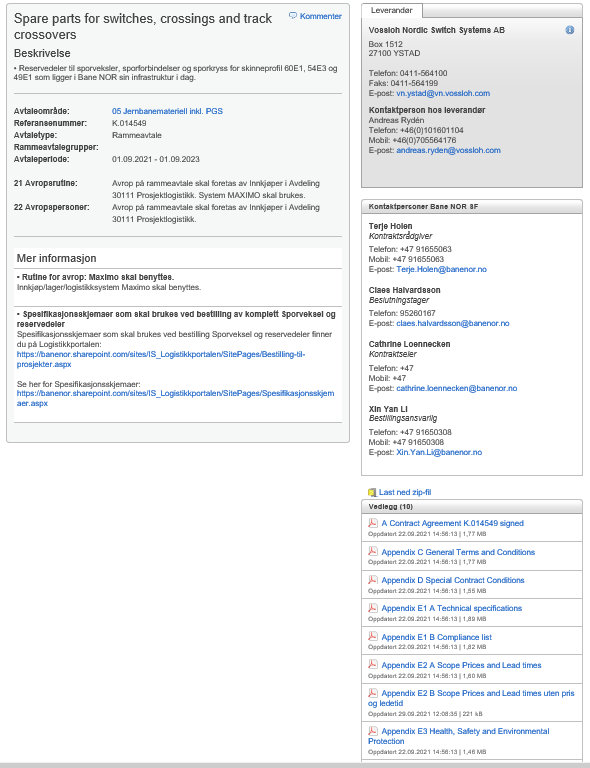 Spare parts for switches, crossings and track
crossovers
Kommenter
Beskrivelse
• Reservedeler til sporveksler, sporforbindelser og sporkryss for skinneprofil 60E1, 54E3 og
49E1 som ligger i Bane NOR sin infrastruktur i dag.
Avtaleområde: 05 Jernbanemateriell inkl. PGS
Referansenummer: K.014549
Avtaletype: Rammeavtale
Rammeavtalegrupper:
Avtaleperiode: 01.09.2021 - 01.09.2023
21 Avropsrutine: Avrop på rammeavtale skal foretas av Innkjøper i Avdeling
30111 Prosjektlogistikk. System MAXIMO skal brukes.
22 Avropspersoner: Avrop på rammeavtale skal foretas av Innkjøper i Avdeling
30111 Prosjektlogistikk.
Mer informasjon
• Rutine for avrop: Maximo skal benyttes.
Innkjøp/lager/logistikksystem Maximo skal benyttes.
• Spesifikasjonsskjemaer som skal brukes ved bestilling av komplett Sporveksel og
reservedeler
Spesifikasjonsskjemaer som skal brukes ved bestilling Sporveksel og reservedeler finner
du på Logistikkportalen:
https://banenor.sharepoint.com/sites/IS_Logistikkportalen/SitePages/Bestilling-til-
prosjekter.aspx
Se her for Spesifikasjonsskjemaer:
https://banenor.sharepoint.com/sites/IS_Logistikkportalen/SitePages/Spesifikasjonsskjem
aer.aspx
Leverandør
Vossloh Nordic Switch Systems AB
Box 1512
27100 YSTAD
Telefon: 0411-564100
Faks: 0411-564199
E-post: vn.ystad@vn.vossloh.com
Kontaktperson hos leverandør
Andreas Rydén
Telefon: +46(0)101601104
Mobil: +46(0)705564176
E-post: andreas.ryden@vossloh.com
Kontaktpersoner Bane NOR SF
Terje Holen
Kontraktsrådgiver
Telefon: +47 91655063
Mobil: +47 91655063
E-post: Terje.Holen@banenor.no
Claes Halvardsson
Beslutningstager
Telefon: 95260167
E-post: claes.halvardsson@banenor.no
Cathrine Loennecken
Kontraktseier
Telefon: +47
Mobil: +47
E-post: cathrine.loennecken@banenor.no
Xin Yan Li
Bestillingsansvarlig
Telefon: +47 91650308
Mobil: +47 91650308
E-post: Xin.Yan.Li@banenor.no
Last ned zip-fil
Vedlegg (10)
A Contract Agreement K.014549 signed
Oppdatert 22.09.2021 14:56:13 | 1,77 MB
Appendix C General Terms and Conditions
Oppdatert 22.09.2021 14:56:13 | 1,77 MB
Appendix D Special Contract Conditions
Oppdatert 22.09.2021 14:56:13 | 1,55 MB
Appendix E1 A Technical specifications
Oppdatert 22.09.2021 14:56:13 | 1,89 MB
Appendix E1 B Compliance list
Oppdatert 22.09.2021 14:56:13 | 1,82 MB
Appendix E2 A Scope Prices and Lead times
Oppdatert 22.09.2021 14:56:13 | 1,60 MB
Appendix E2 B Scope Prices and Lead times uten pris
og ledetid
Oppdatert 29.09.2021 12:08:35 | 221 kB
Appendix E3 Health, Safety and Environmental
Protection
Oppdatert 22.09.2021 14:56:13 | 1,46 MB